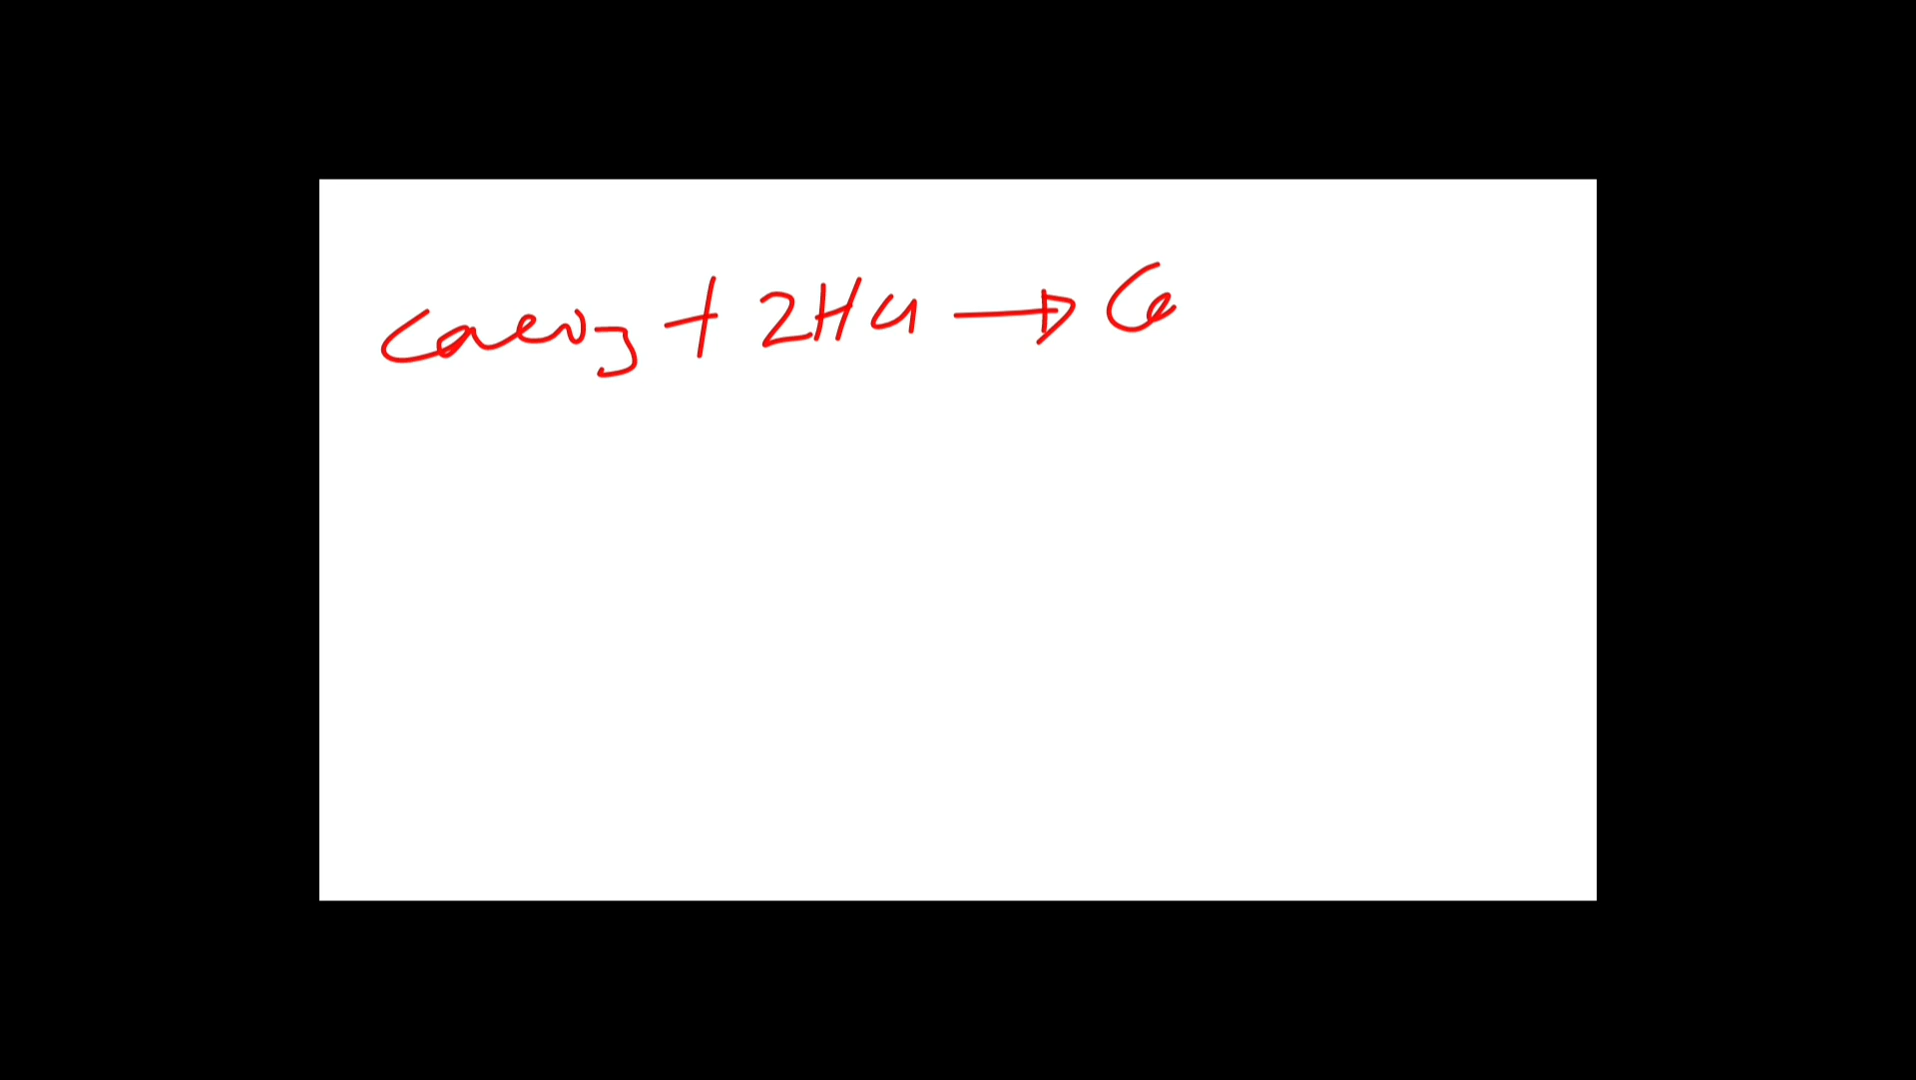 CaCO3 + 2HCl → Ca